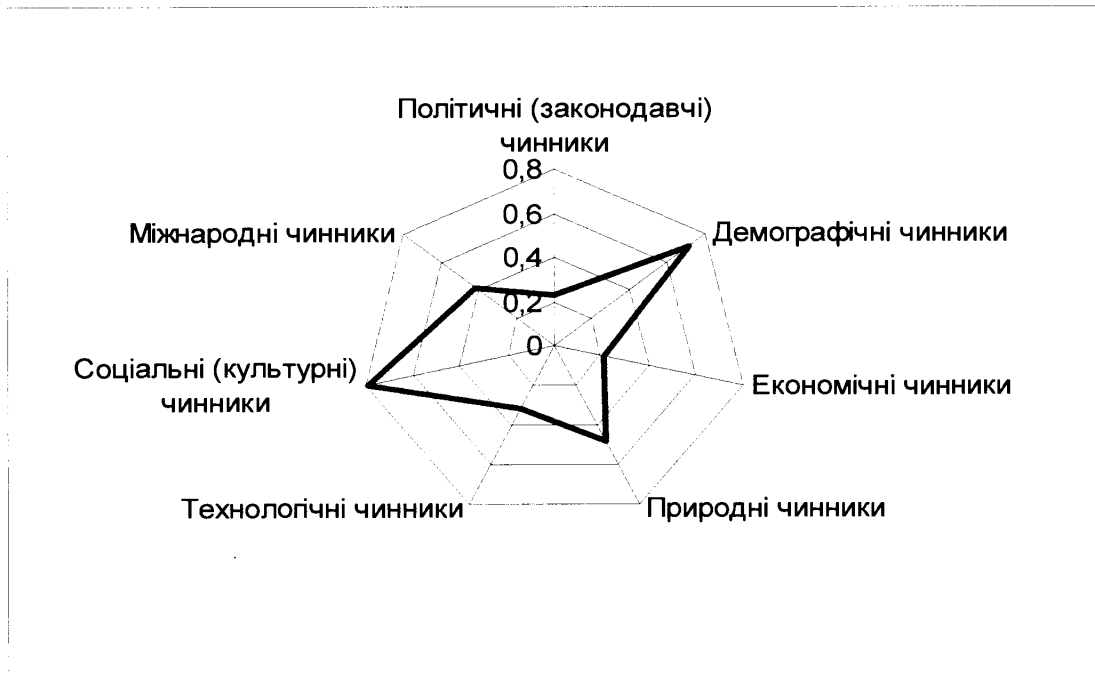 Політичні (законодавчі)
чинники
0,8
0,6
0,4
0,2
0
Міжнародні чинники
Демографічні чинники
Соціальні (культурні)
чинники
Економічні чинники
Технологічні чинники
Природні чинники